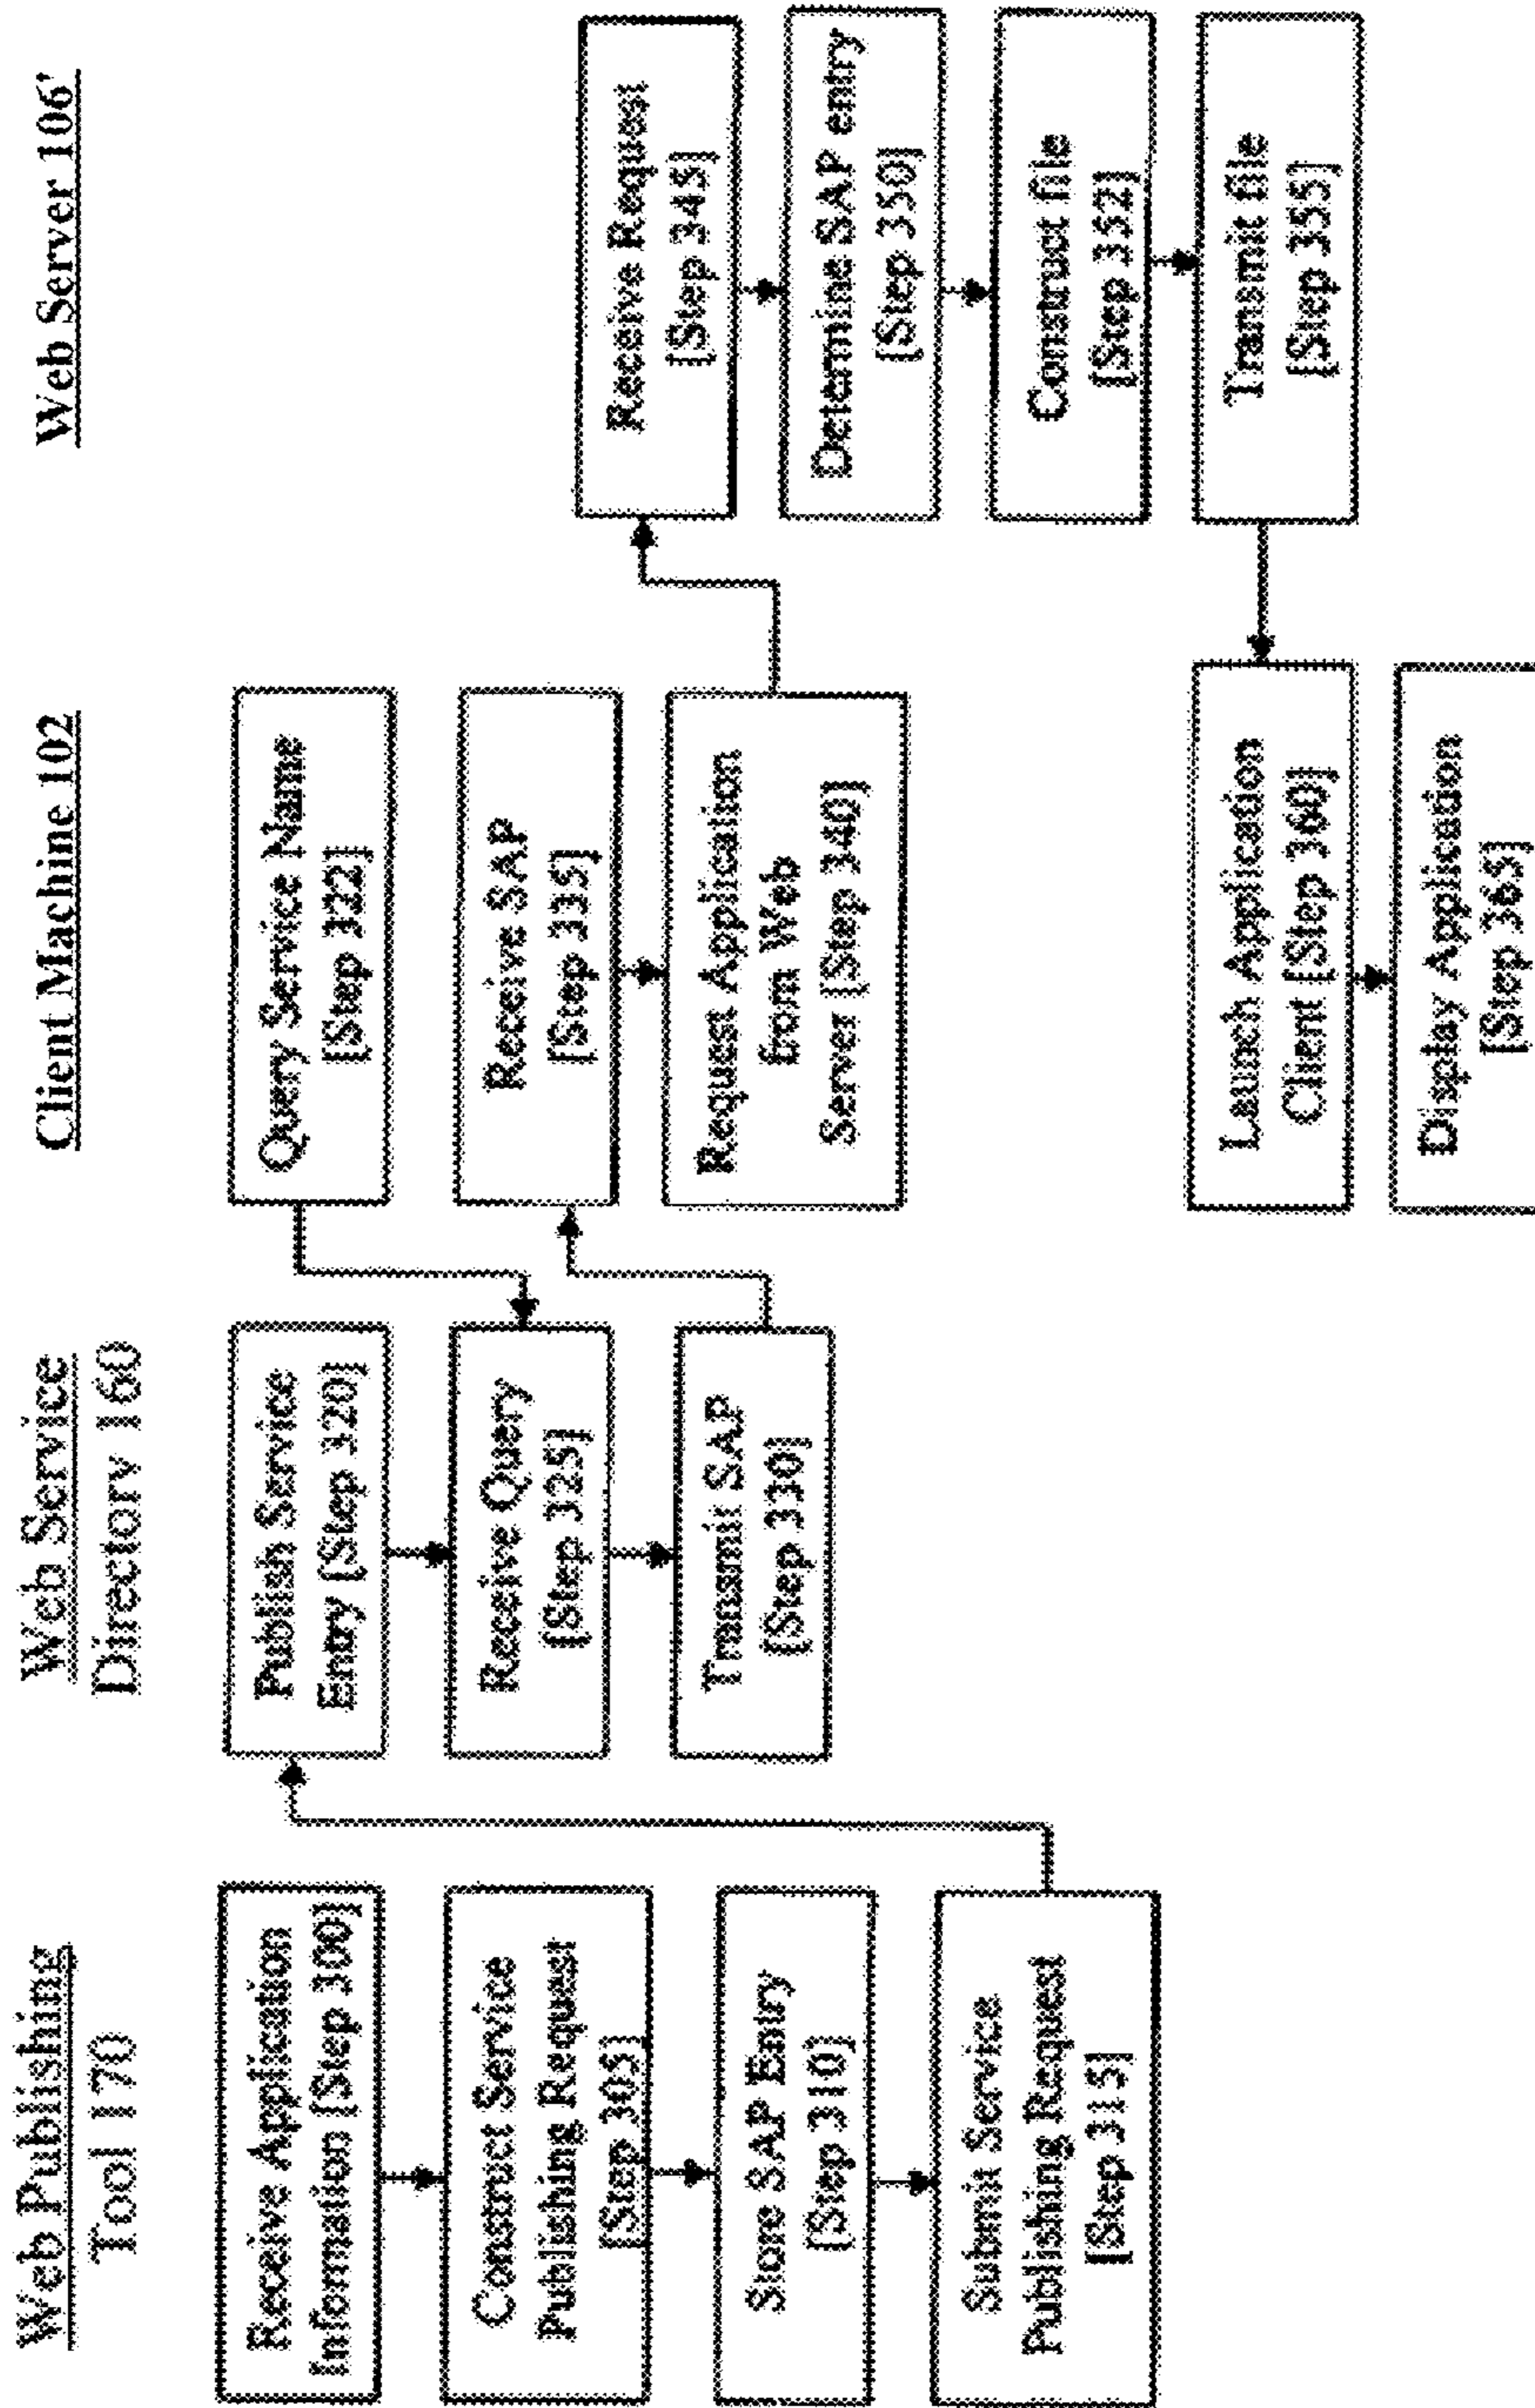 Web Publishing
Tool 170
Receive Application
Information [Step 300]
Construct Service
Publishing Request
[Step 305]
Store SAP Entry
[Step 310]
Submit Service
Publishing Request
[Step 315]
Web Service
Directory 160
Publish Service
Entry [Step 320]
Receive Query
[Step 325]
Transmit SAP
[Step 330]
Client Machine 102
Query Service Name
[Step 322]
Receive SAP
[Step 335]
Request Application
from Web
Server [Step 340]
Launch Application
Client [Step 360]
Display Application
[Step 365]
Web Server 106'
Receive Request
[Step 345]
Determine SAP entry
[Step 350]
Construct file
[Step 352]
Transmit file
[Step 355]